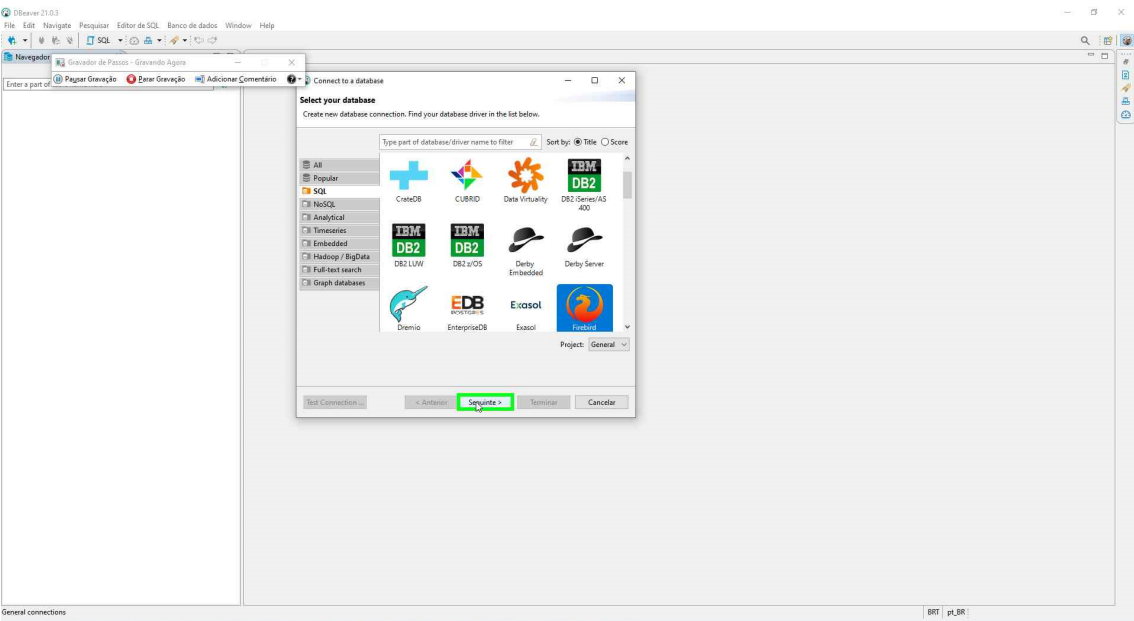 DBeaver 21.0.3
File Edit Navigate Pesquisar Editor de SQL Banco de dados Window Help
SQL
Navegador
Gravador de Passos - Gravando Agora
Pausar Gravação Parar Gravação Adicionar Comentário
Enter a part of
Connect to a database
Select your database
Create new database connection. Find your database driver in the list below.
Type part of database/driver name to filter Sort by: Title Score
All
Popular
SQL
NoSQL
Analytical
Timeseries
Embedded
Hadoop / BigData
Full-text search
Graph databases
CrateDB CUBRID Data Virtuality IBM DB2 DB2 iSeries/AS
400
IBM DB2 IBM DB2
DB2 LUW DB2 z/OS Derby Derby Server
Embedded
EDB POSTGRES Exasol
Dremio EnterpriseDB Exasol Firebird
Project: General
Test Connection ... < Anterior Seguinte > Terminar Cancelar
General connections
BRT pt_BR